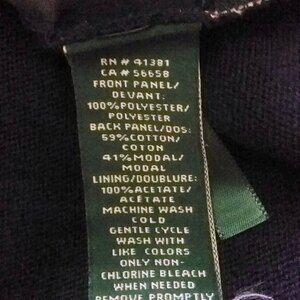 RN # 41381
CA # 56658
FRONT PANEL/
DEVANT:
100% POLYESTER/
POLYESTER
BACK PANEL/DOS:
59% COTTON/
COTON
41% MODAL/
MODAL
LINING/DOUBLURE:
100% ACETATE/
ACÉTATE
MACHINE WASH
COLD
GENTLE CYCLE
WASH WITH
LIKE COLORS
ONLY NON-
CHLORINE BLEACH
WHEN NEEDED
REMOVE PROMPTLY